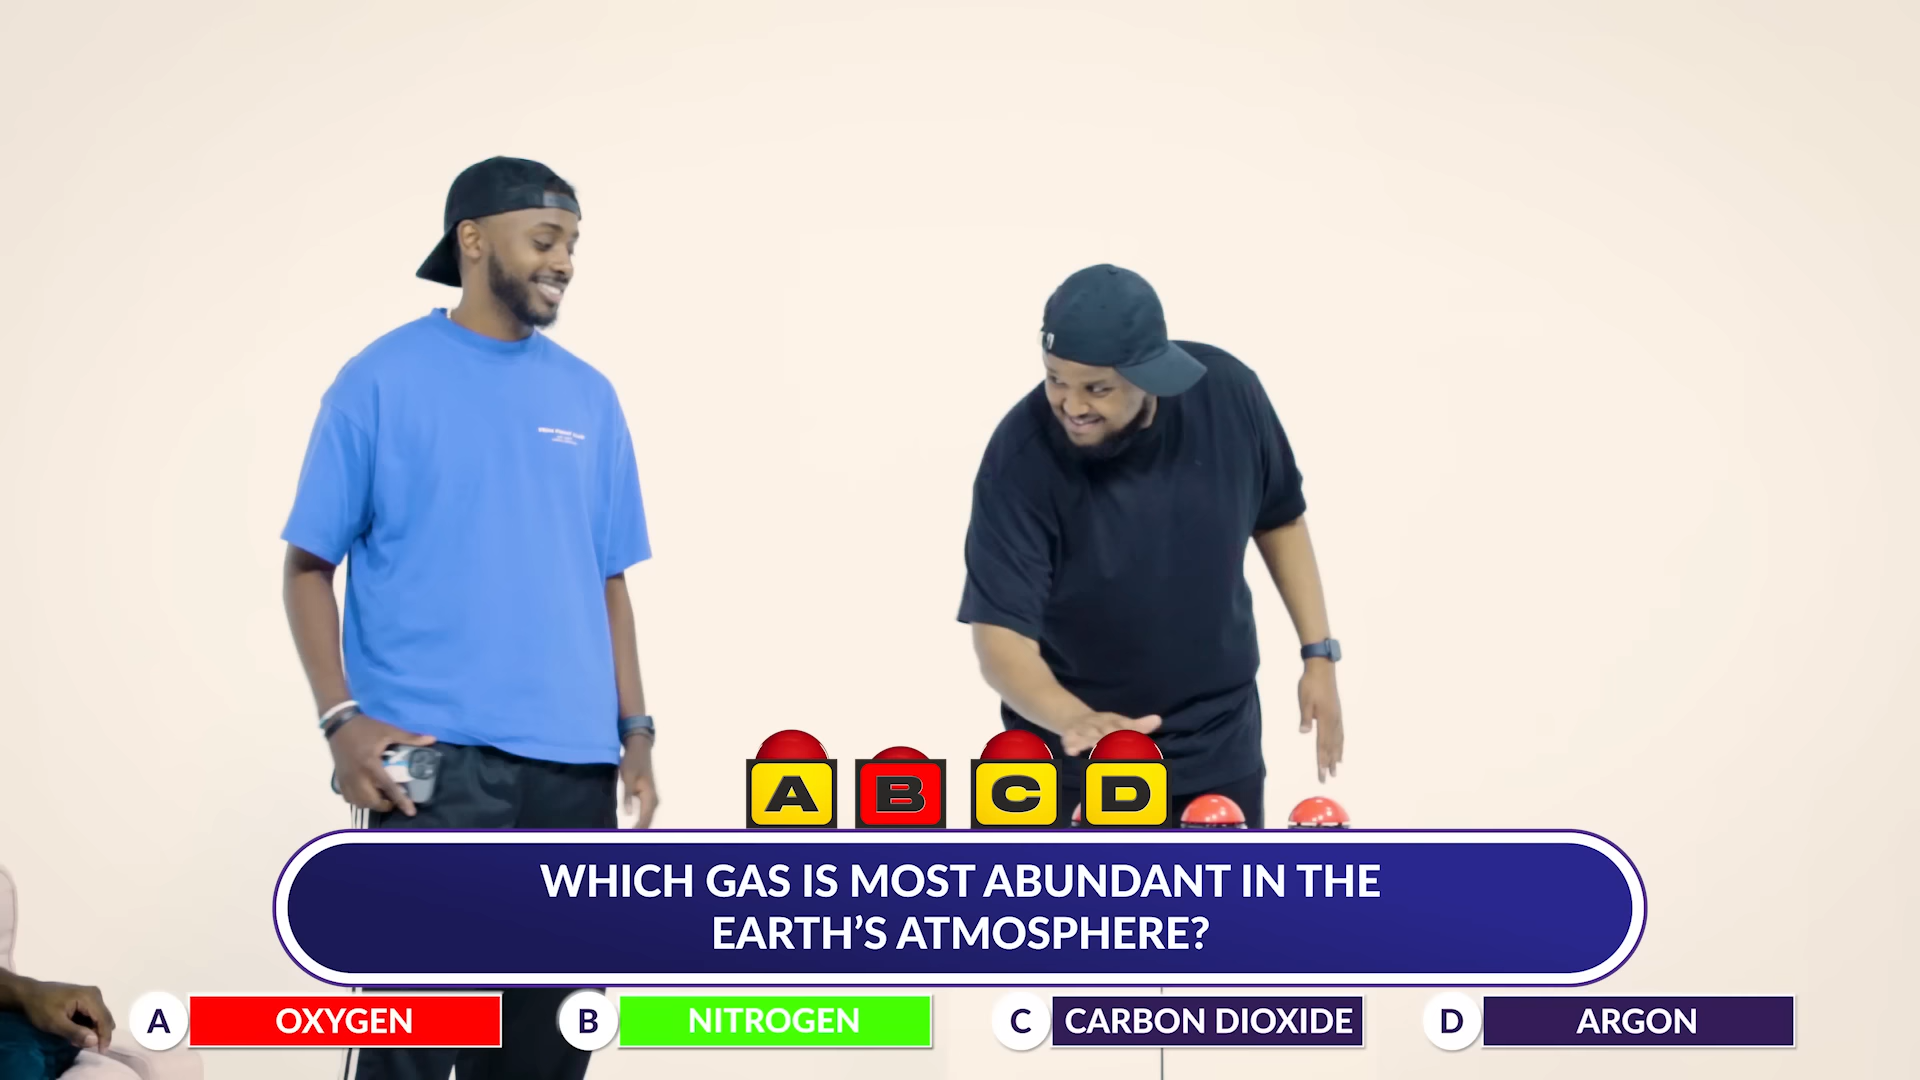 A B C D
WHICH GAS IS MOST ABUNDANT IN THE
EARTH'S ATMOSPHERE?
A OXYGEN
B NITROGEN
C CARBON DIOXIDE
D ARGON